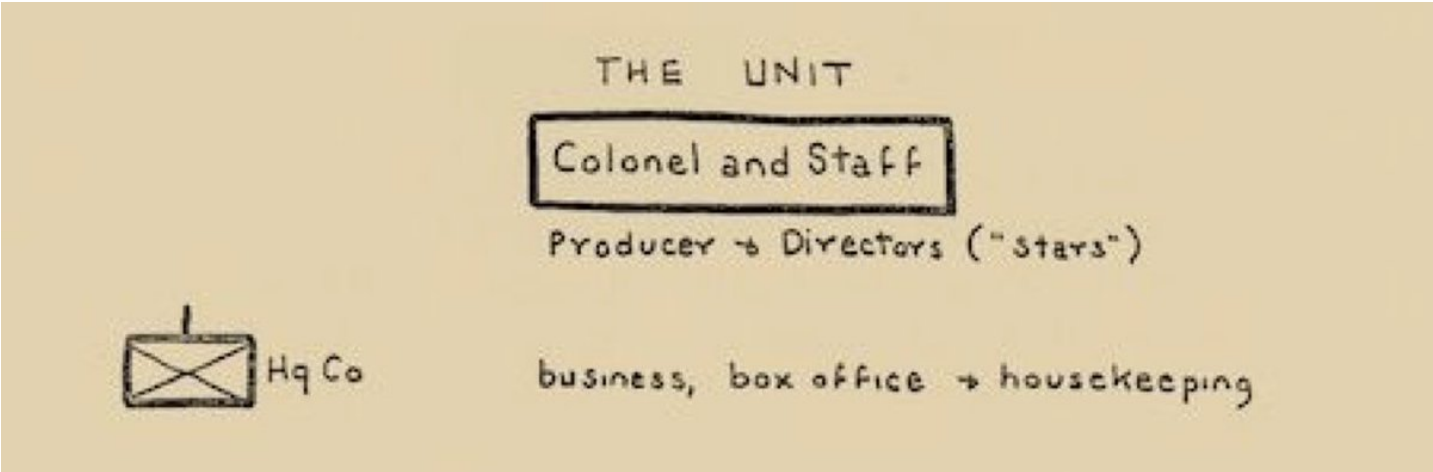 THE UNIT
Colonel and Staff
Producer & Directors ("stars")
Hq Co business, box office & housekeeping